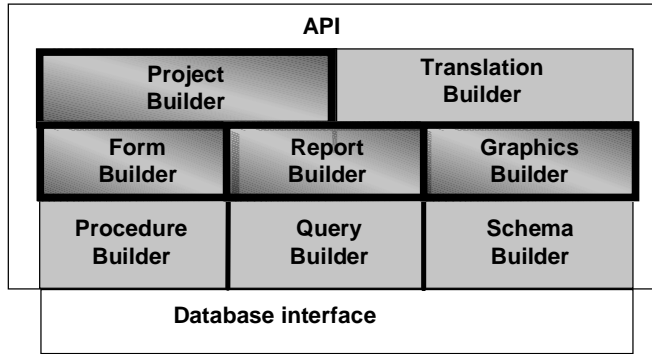 API
Project
Builder
Translation
Builder
Form
Builder
Report
Builder
Graphics
Builder
Procedure
Builder
Query
Builder
Schema
Builder
Database interface